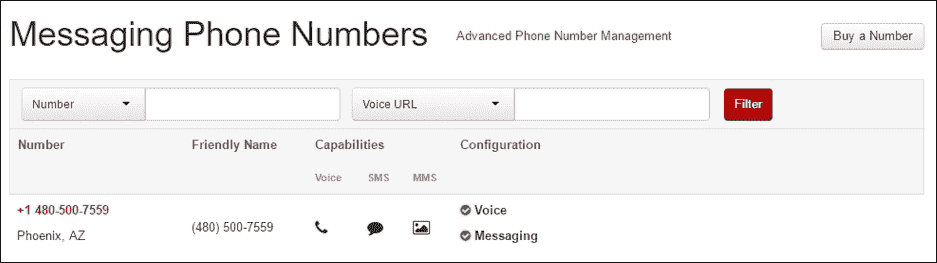 Messaging Phone Numbers Advanced Phone Number Management Buy a Number
Number Voice URL Filter
Number Friendly Name Capabilities Configuration
Voice SMS MMS
+1 480-500-7559 (480) 500-7559 Voice
Phoenix, AZ Messaging